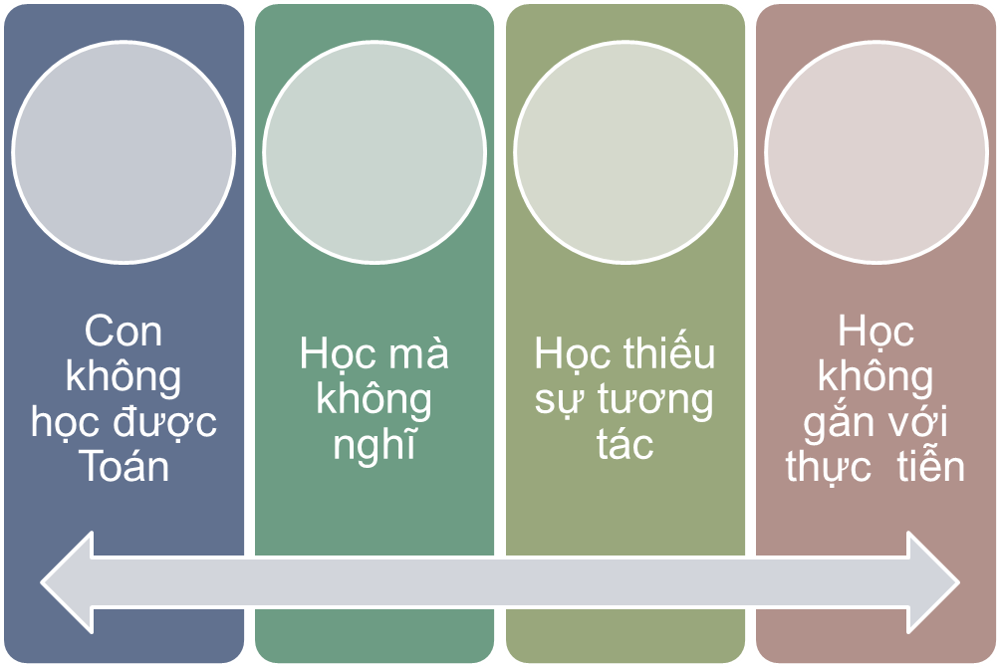 Con
không
học được
Toán
Học mà
không
nghĩ
Học thiếu
sự tương
tác
Học
không
gắn với
thực  tiễn